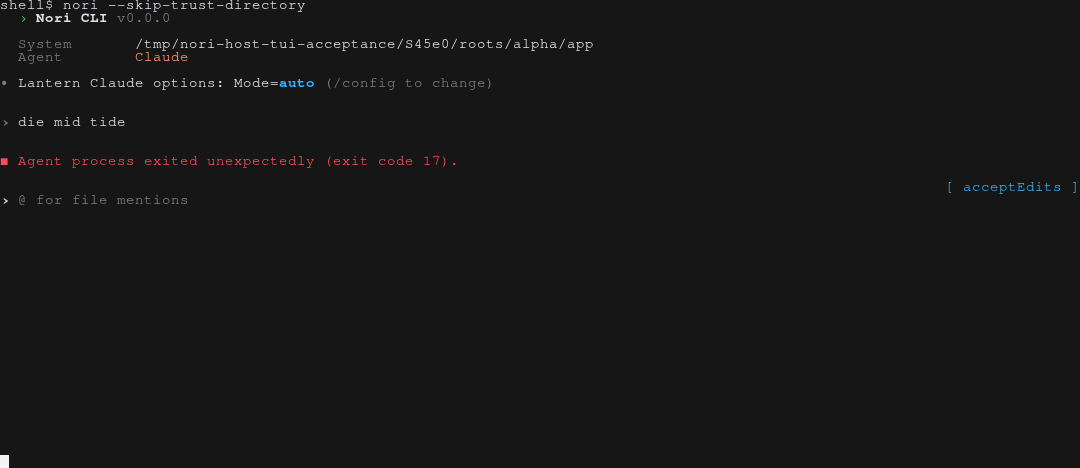 shell$ nori --skip-trust-directory
› Nori CLI v0.0.0
System /tmp/nori-host-tui-acceptance/S45e0/roots/alpha/app
Agent Claude
• Lantern Claude options: Mode=auto (/config to change)
› die mid tide
■ Agent process exited unexpectedly (exit code 17).
[ acceptEdits ]
› @ for file mentions